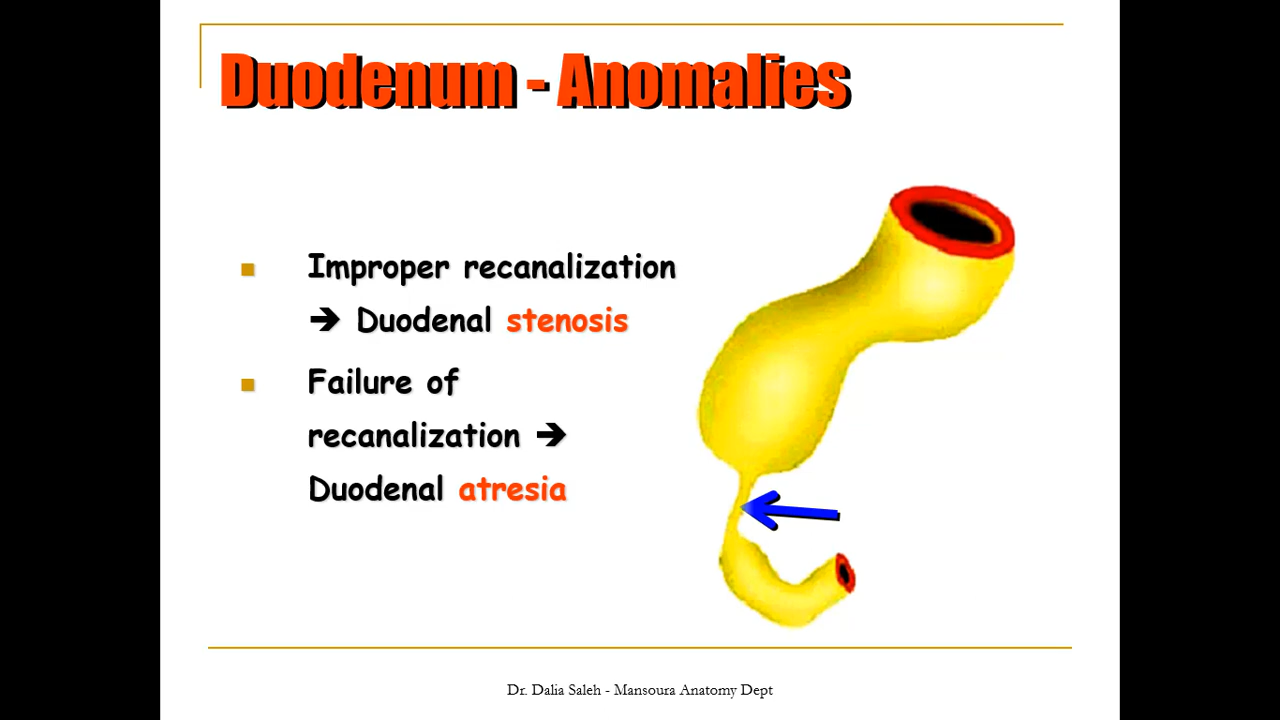 Duodenum - Anomalies
Improper recanalization
➔ Duodenal stenosis
Failure of
recanalization ➔
Duodenal atresia
Dr. Dalia Saleh - Mansoura Anatomy Dept